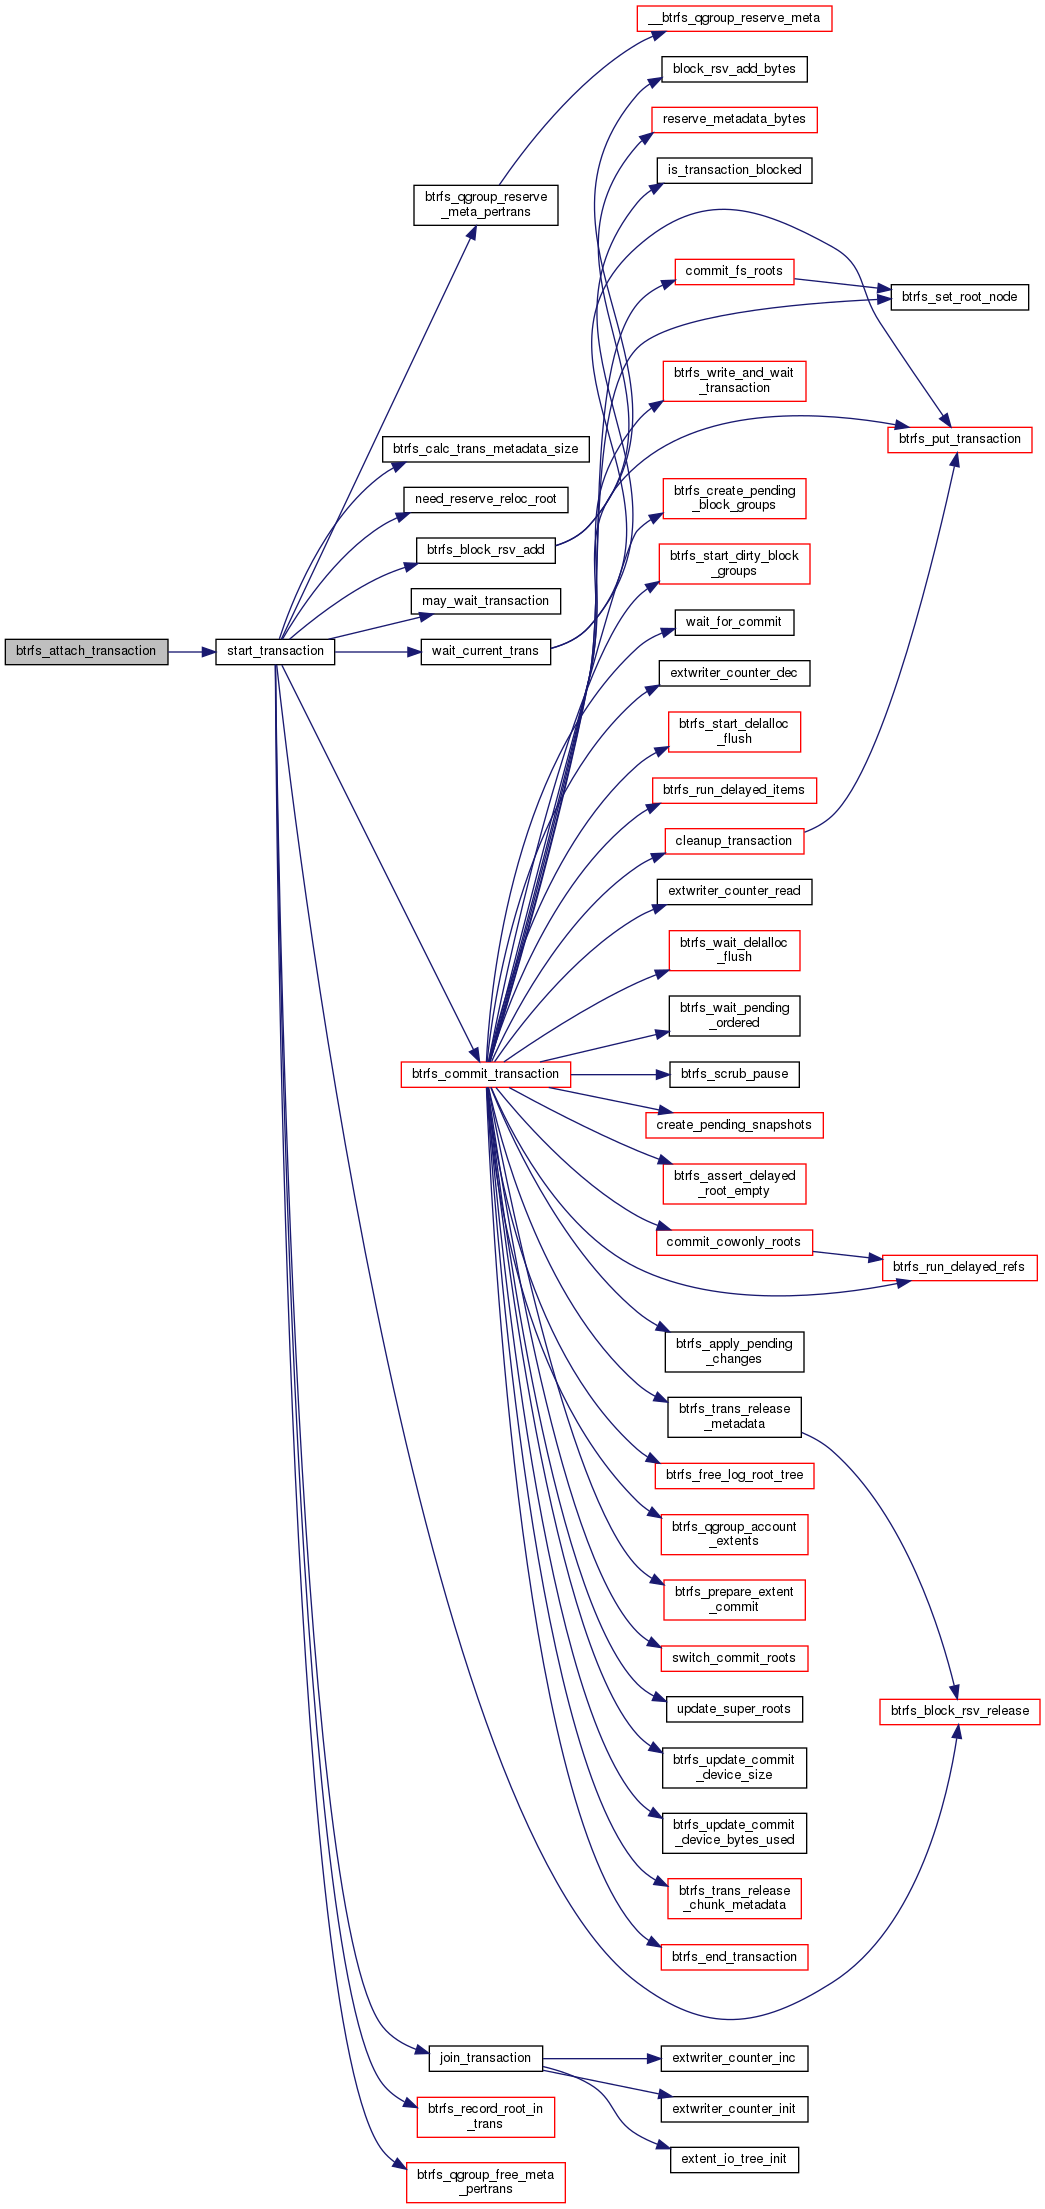 __btrfs_qgroup_reserve_meta
block_rsv_add_bytes
reserve_metadata_bytes
is_transaction_blocked
btrfs_qgroup_reserve
_meta_pertrans
commit_fs_roots
btrfs_set_root_node
btrfs_write_and_wait
_transaction
btrfs_put_transaction
btrfs_calc_trans_metadata_size
need_reserve_reloc_root
btrfs_create_pending
_block_groups
btrfs_block_rsv_add
btrfs_start_dirty_block
_groups
may_wait_transaction
wait_for_commit
btrfs_attach_transaction
start_transaction
wait_current_trans
extwriter_counter_dec
btrfs_start_delalloc
_flush
btrfs_run_delayed_items
cleanup_transaction
extwriter_counter_read
btrfs_wait_delalloc
_flush
btrfs_wait_pending
_ordered
btrfs_commit_transaction
btrfs_scrub_pause
create_pending_snapshots
btrfs_assert_delayed
_root_empty
commit_cowonly_roots
btrfs_run_delayed_refs
btrfs_apply_pending
_changes
btrfs_trans_release
_metadata
btrfs_free_log_root_tree
btrfs_qgroup_account
_extents
btrfs_prepare_extent
_commit
switch_commit_roots
update_super_roots
btrfs_block_rsv_release
btrfs_update_commit
_device_size
btrfs_update_commit
_device_bytes_used
btrfs_trans_release
_chunk_metadata
btrfs_end_transaction
join_transaction
extwriter_counter_inc
btrfs_record_root_in
_trans
extwriter_counter_init
extent_io_tree_init
btrfs_qgroup_free_meta
_pertrans